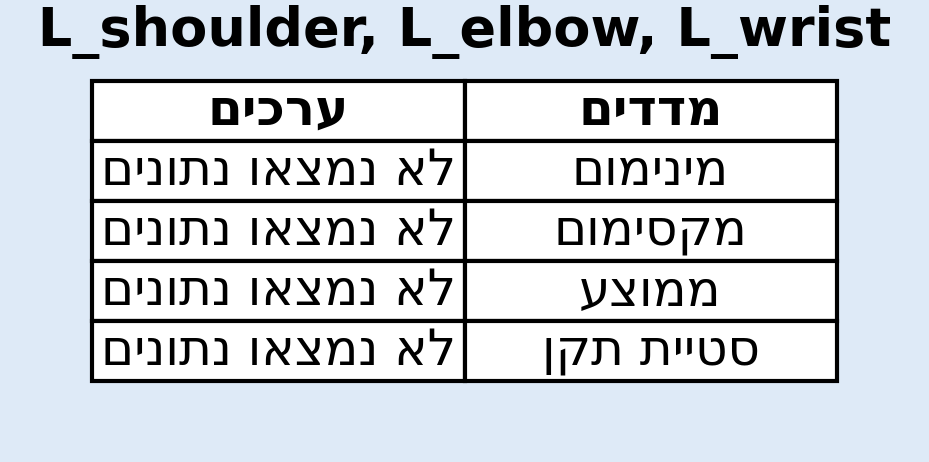 L_shoulder, L_elbow, L_wrist
מדדים ערכים
מינימום לא נמצאו נתונים
מקסימום לא נמצאו נתונים
ממוצע לא נמצאו נתונים
סטיית תקן לא נמצאו נתונים